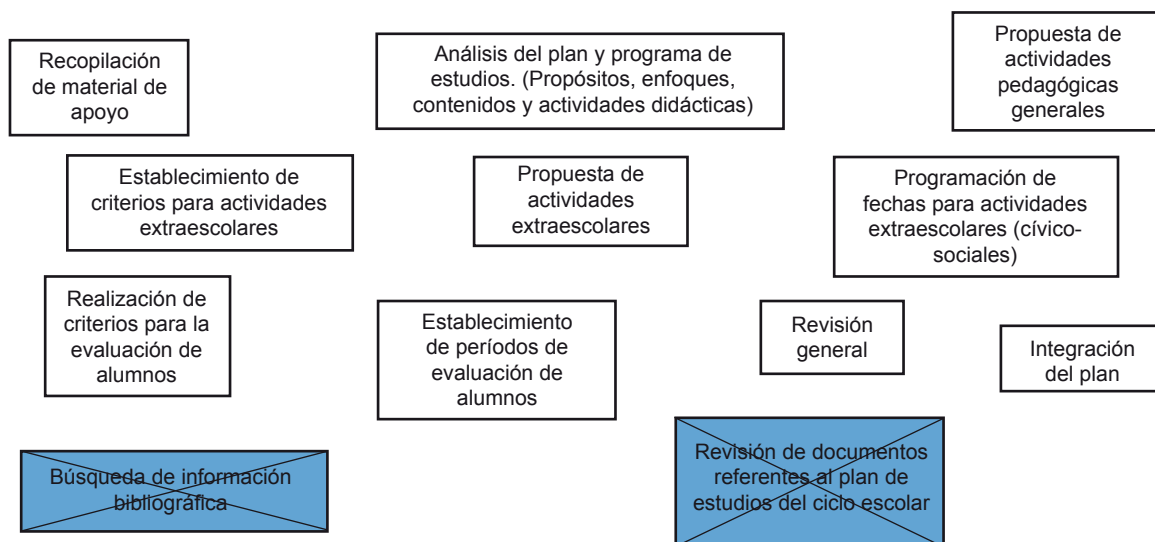 Recopilación
de material de
apoyo
Análisis del plan y programa de
estudios. (Propósitos, enfoques,
contenidos y actividades didácticas)
Propuesta de
actividades
pedagógicas
generales
Establecimiento de
criterios para actividades
extraescolares
Propuesta de
actividades
extraescolares
Programación de
fechas para actividades
extraescolares (cívico-
sociales)
Realización de
criterios para la
evaluación de
alumnos
Establecimiento
de períodos de
evaluación de
alumnos
Revisión
general
Integración
del plan
Búsqueda de información
bibliográfica
Revisión de documentos
referentes al plan de
estudios del ciclo escolar